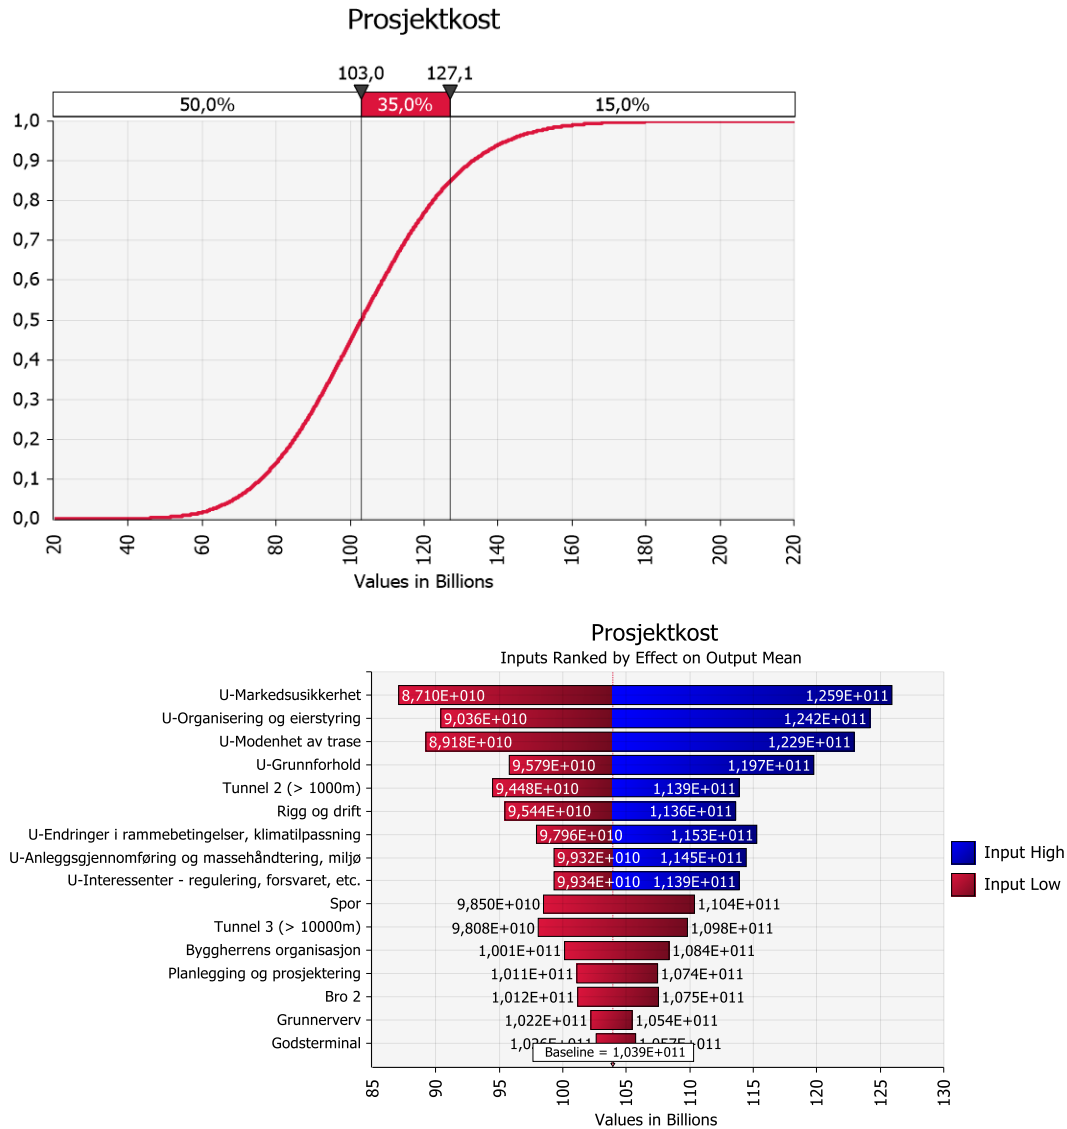 Prosjektkost
103,0 127,1
50,0% 35,0% 15,0%
1,0
0,9
0,8
0,7
0,6
0,5
0,4
0,3
0,2
0,1
0,0
20 40 60 80 100 120 140 160 180 200 220
Values in Billions
Prosjektkost
Inputs Ranked by Effect on Output Mean
U-Markedsusikkerhet 8,710E+010 1,259E+011
U-Organisering og eierstyring 9,036E+010 1,242E+011
U-Modenhet av trase 8,918E+010 1,229E+011
U-Grunnforhold 9,579E+010 1,197E+011
Tunnel 2 (> 1000m) 9,448E+010 1,139E+011
Rigg og drift 9,544E+010 1,136E+011
U-Endringer i rammebetingelser, klimatilpassning 9,796E+010 1,153E+011
U-Anleggsgjennomføring og massehåndtering, miljø 9,932E+010 1,145E+011
U-Interessenter - regulering, forsvaret, etc. 9,934E+010 1,139E+011
Spor 9,850E+010 1,104E+011
Tunnel 3 (> 10000m) 9,808E+010 1,098E+011
Byggherrens organisasjon 1,001E+011 1,084E+011
Planlegging og prosjektering 1,011E+011 1,074E+011
Bro 2 1,012E+011 1,075E+011
Grunnerverv 1,022E+011 1,054E+011
Godsterminal
Baseline = 1,039E+011
Input High
Input Low
85 90 95 100 105 110 115 120 125 130
Values in Billions